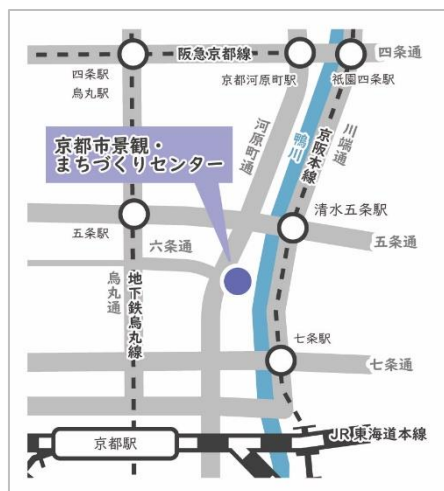 阪急京都線
四条通
四条駅
烏丸駅
京都河原町駅
祇園四条駅
京都市景観・
まちづくりセンター
河原町通
鴨川
京阪本線
川端通
五条駅
六条通
清水五条駅
五条通
烏丸通
地下鉄烏丸線
七条駅
七条通
京都駅
JR東海道本線